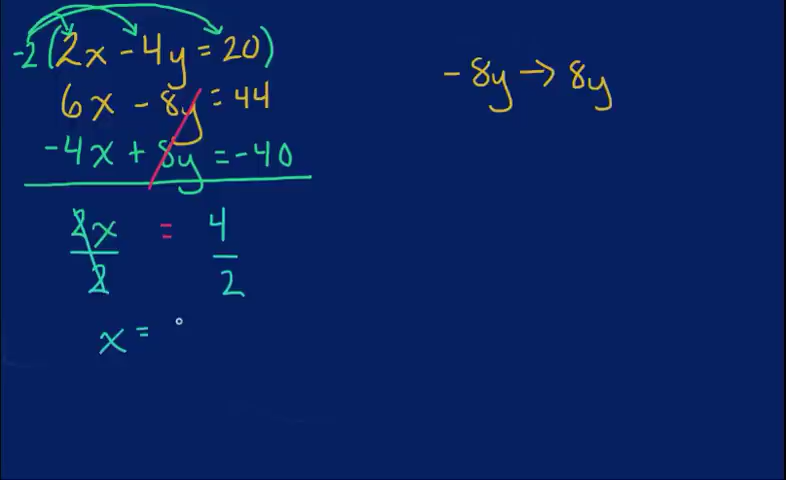 -2(2x - 4y = 20)
-8y → 8y
6x - 8y = 44
-4x + 8y = -40
2x = 4
2 2
x =